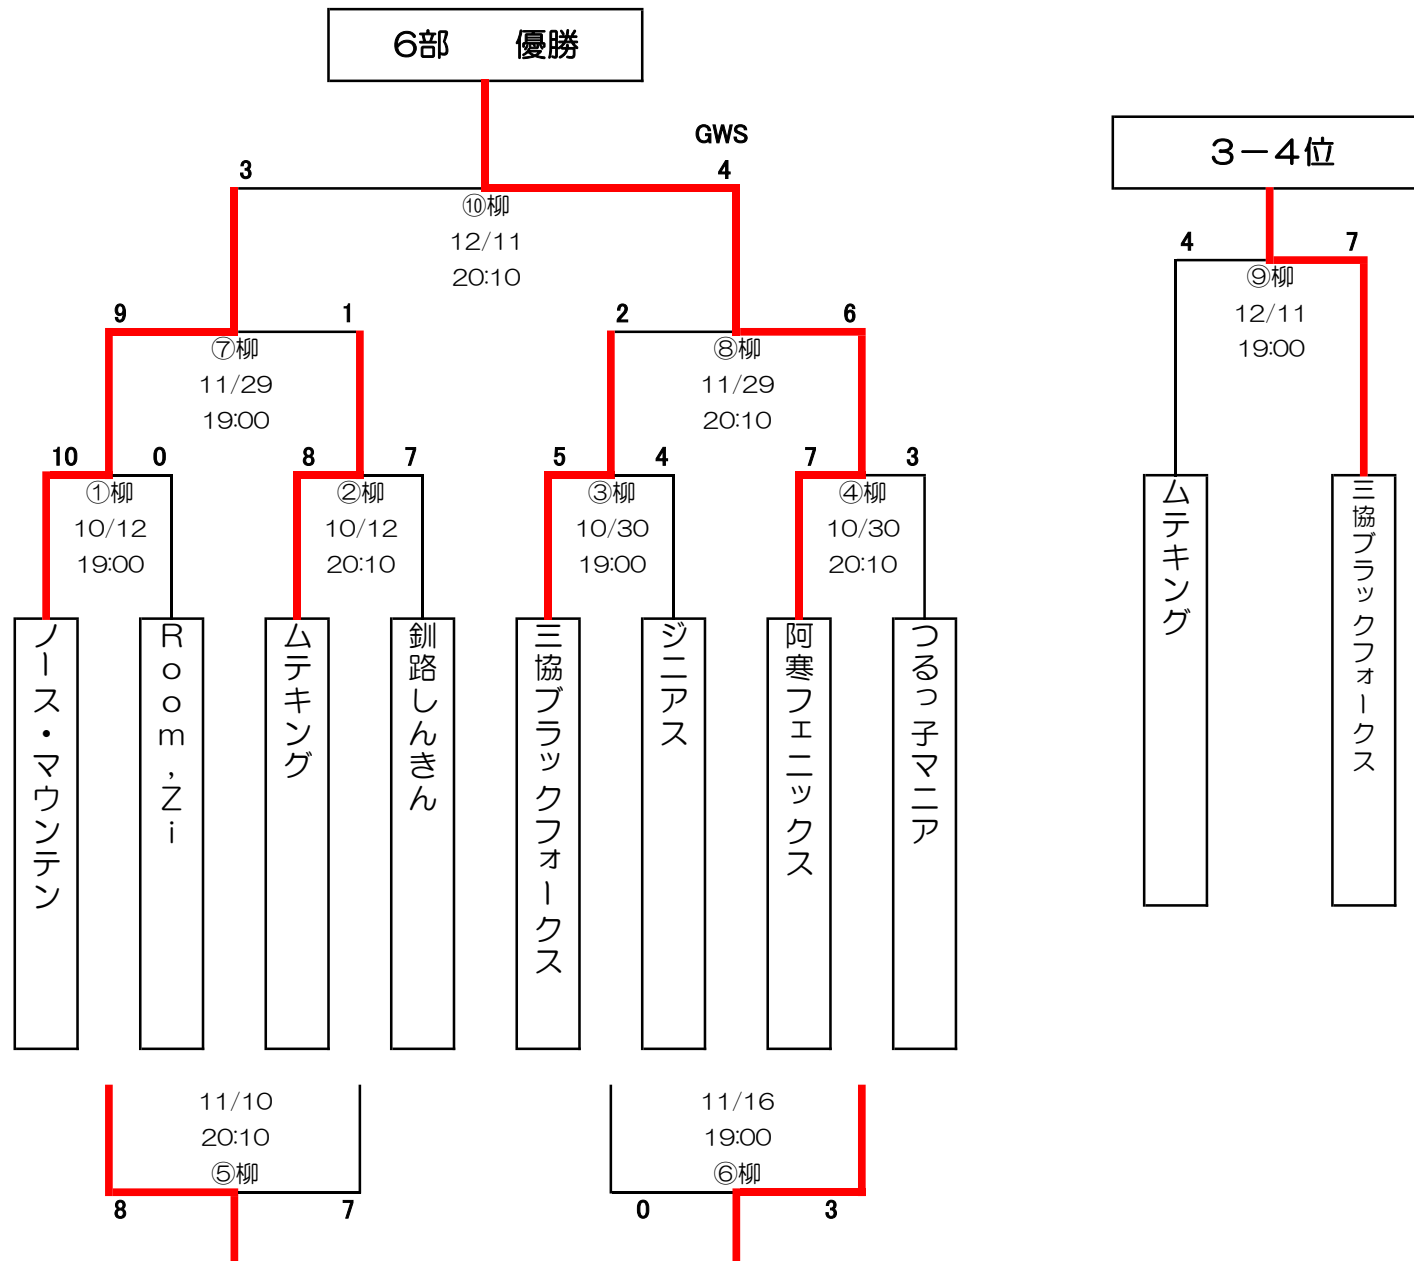 6部 優勝
GWS
3 4
⑩柳
12/11
20:10
9 1 2 6
⑦柳 ⑧柳
11/29 11/29
19:00 20:10
10 0 8 7 5 4 7 3
①柳 ②柳 ③柳 ④柳
10/12 10/12 10/30 10/30
19:00 20:10 19:00 20:10
ノース・マウンテン
Room,Zi
ムテキング
釧路しんきん
三協ブラックフォークス
ジニアス
阿寒フェニックス
つるっ子マニア
11/10 11/16
20:10 19:00
⑤柳 ⑥柳
8 7 0 3
3-4位
4 7
⑨柳
12/11
19:00
ムテキング
三協ブラックフォークス